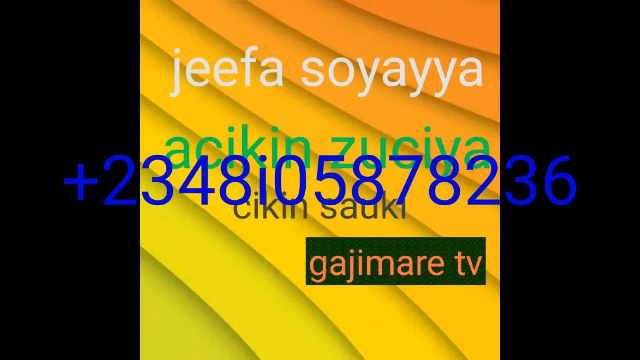 jeefa soyayya
acikin zuciya
+2348i05878236
cikin sauki
gajimare tv